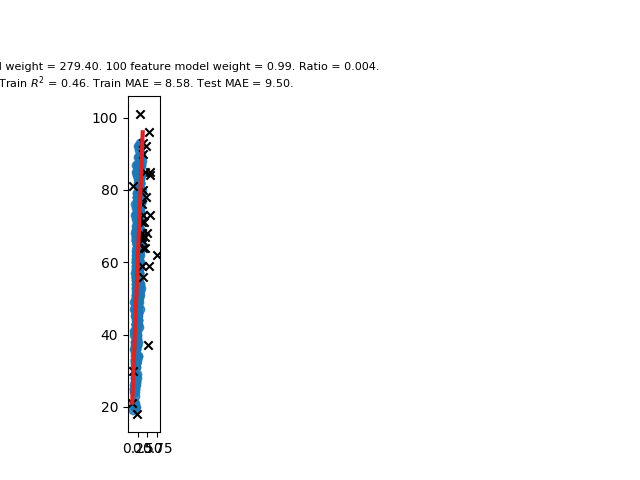 weight = 279.40. 100 feature model weight = 0.99. Ratio = 0.004.
Train R² = 0.46. Train MAE = 8.58. Test MAE = 9.50.
100
80
60
40
20